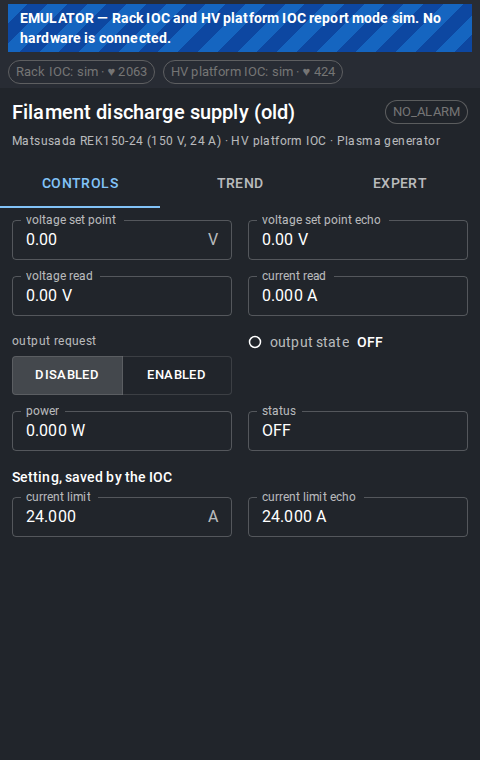 EMULATOR — Rack IOC and HV platform IOC report mode sim. No
hardware is connected.
Rack IOC: sim · ♥ 2063
HV platform IOC: sim · ♥ 424
Filament discharge supply (old)
NO_ALARM
Matsusada REK150-24 (150 V, 24 A) · HV platform IOC · Plasma generator
CONTROLS
TREND
EXPERT
voltage set point
0.00 V
voltage set point echo
0.00 V
voltage read
0.00 V
current read
0.000 A
output request
DISABLED
ENABLED
output state OFF
power
0.000 W
status
OFF
Setting, saved by the IOC
current limit
24.000 A
current limit echo
24.000 A